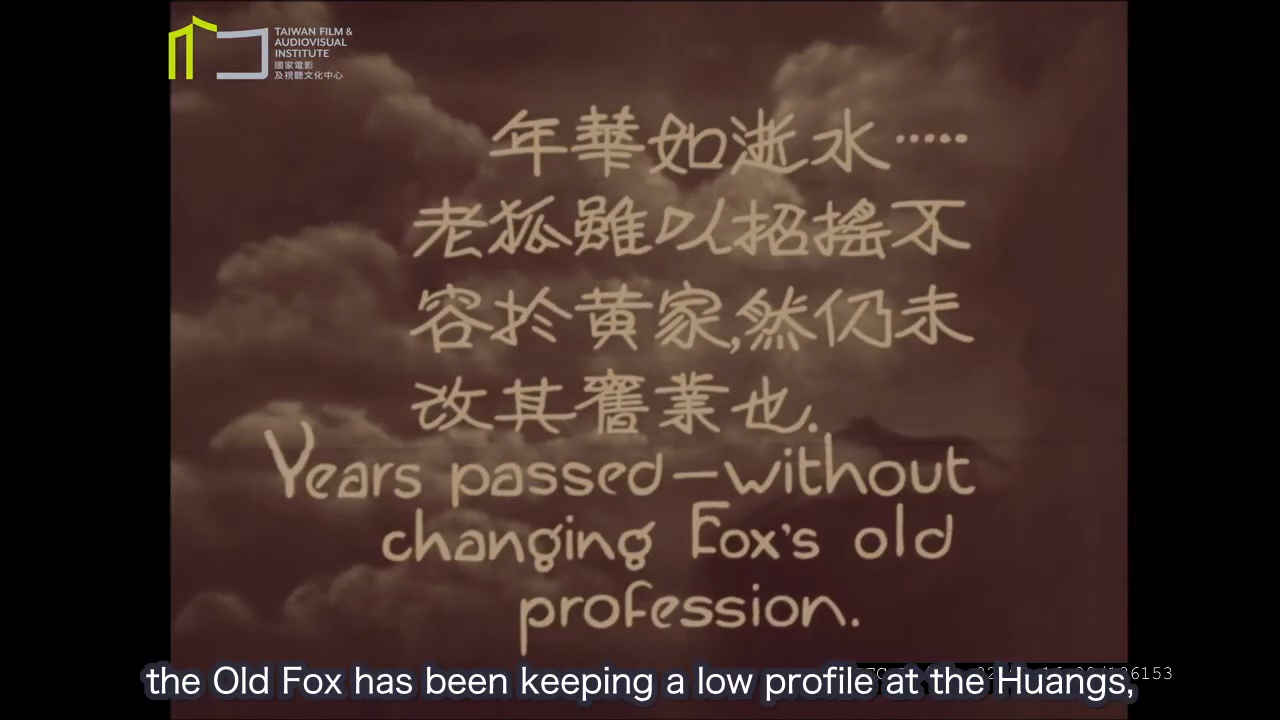 TAIWAN FILM &
AUDIOVISUAL
INSTITUTE
國家電影
及視聽文化中心
年華如逝水……
老狐雖以招搖不
容於黃家,然仍未
改其舊業也.
Years passed—without
changing Fox's old
profession.
the Old Fox has been keeping a low profile at the Huangs,